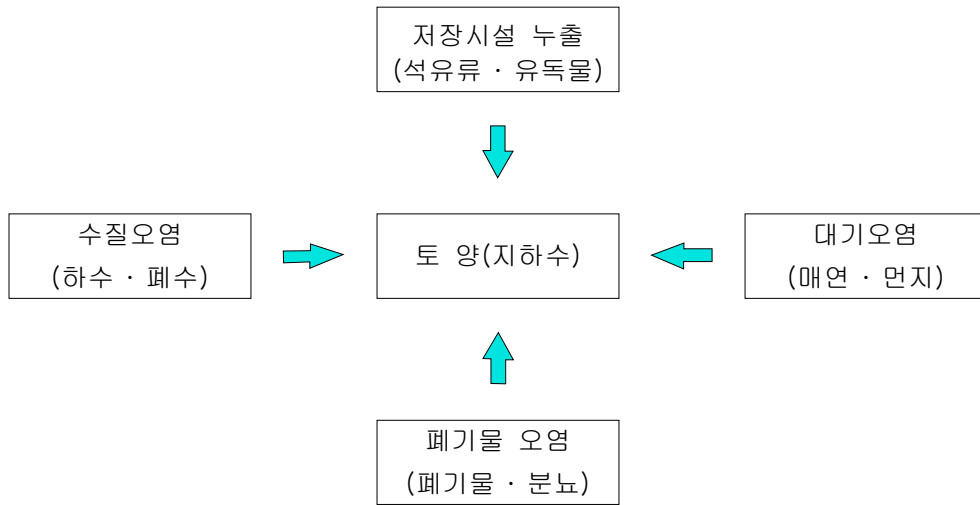 저장시설 누출
(석유류 · 유독물)
수질오염
(하수 · 폐수)
토 양(지하수)
대기오염
(매연 · 먼지)
폐기물 오염
(폐기물 · 분뇨)